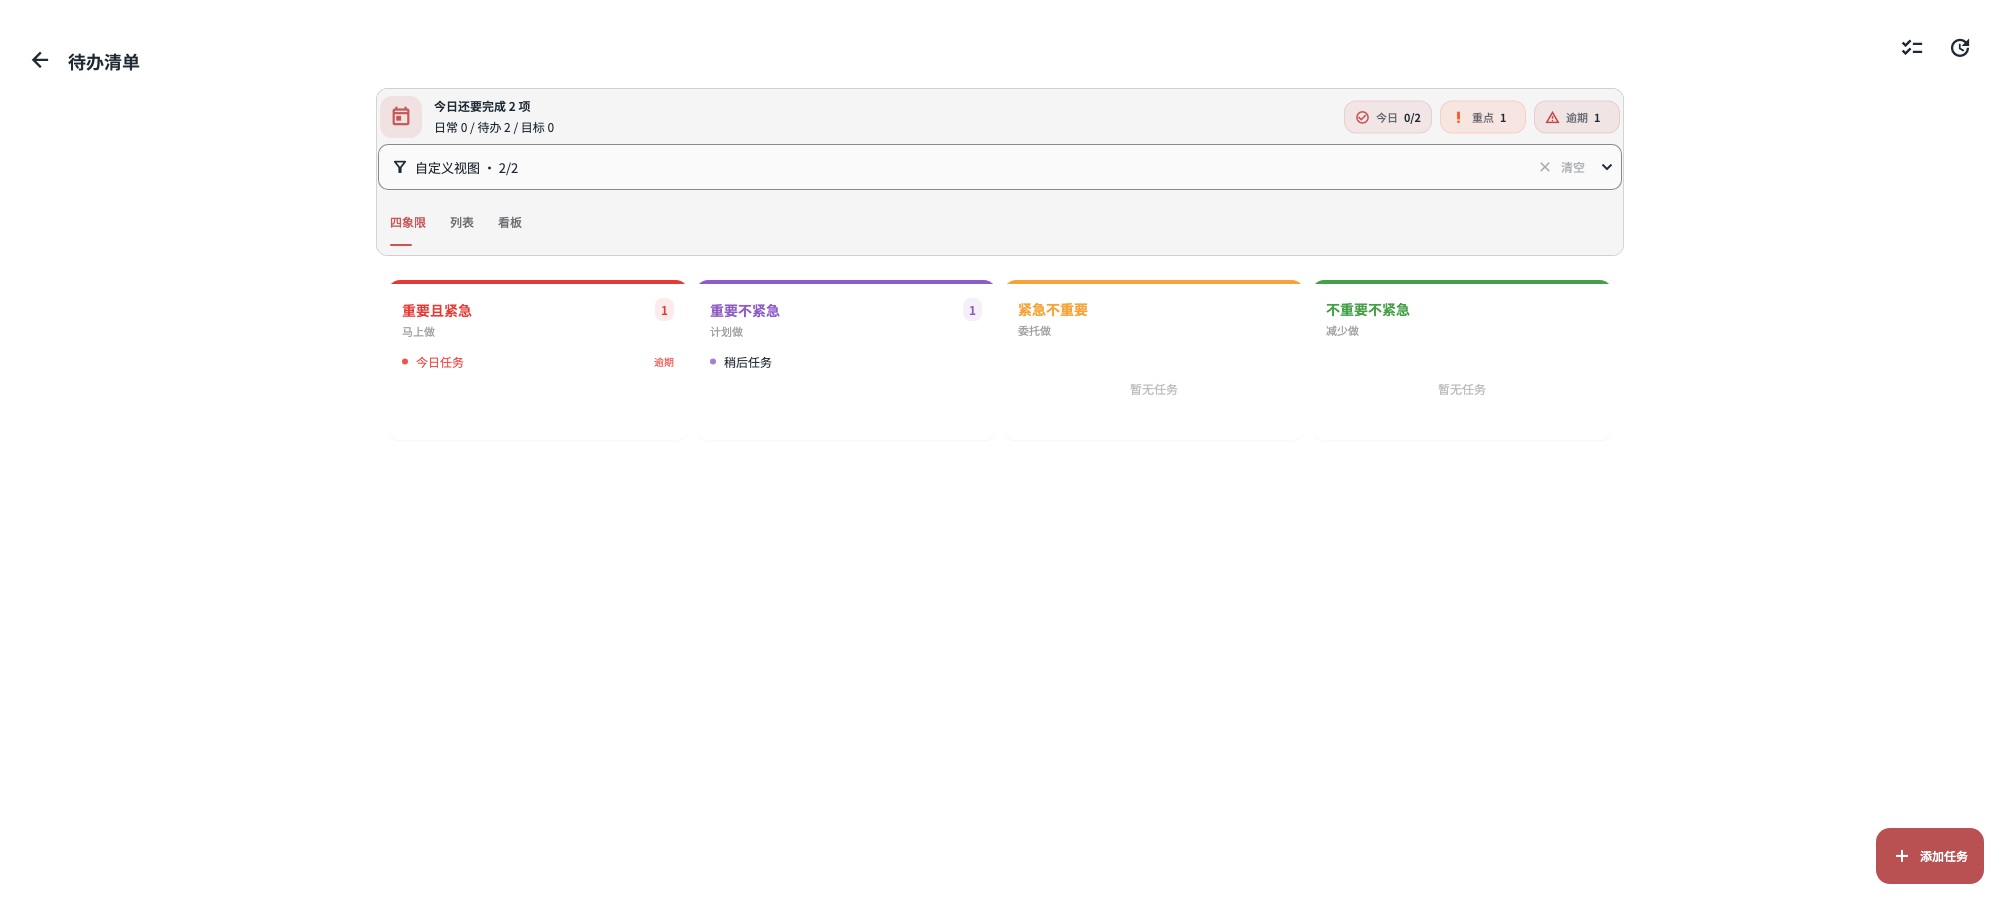 待办清单
今日还要完成 2 项
日常 0 / 待办 2 / 目标 0
今日 0/2
重点 1
逾期 1
自定义视图 · 2/2
清空
四象限 列表 看板
重要且紧急 1
马上做
今日任务 逾期
重要不紧急 1
计划做
稍后任务
紧急不重要
委托做
暂无任务
不重要不紧急
减少做
暂无任务
添加任务